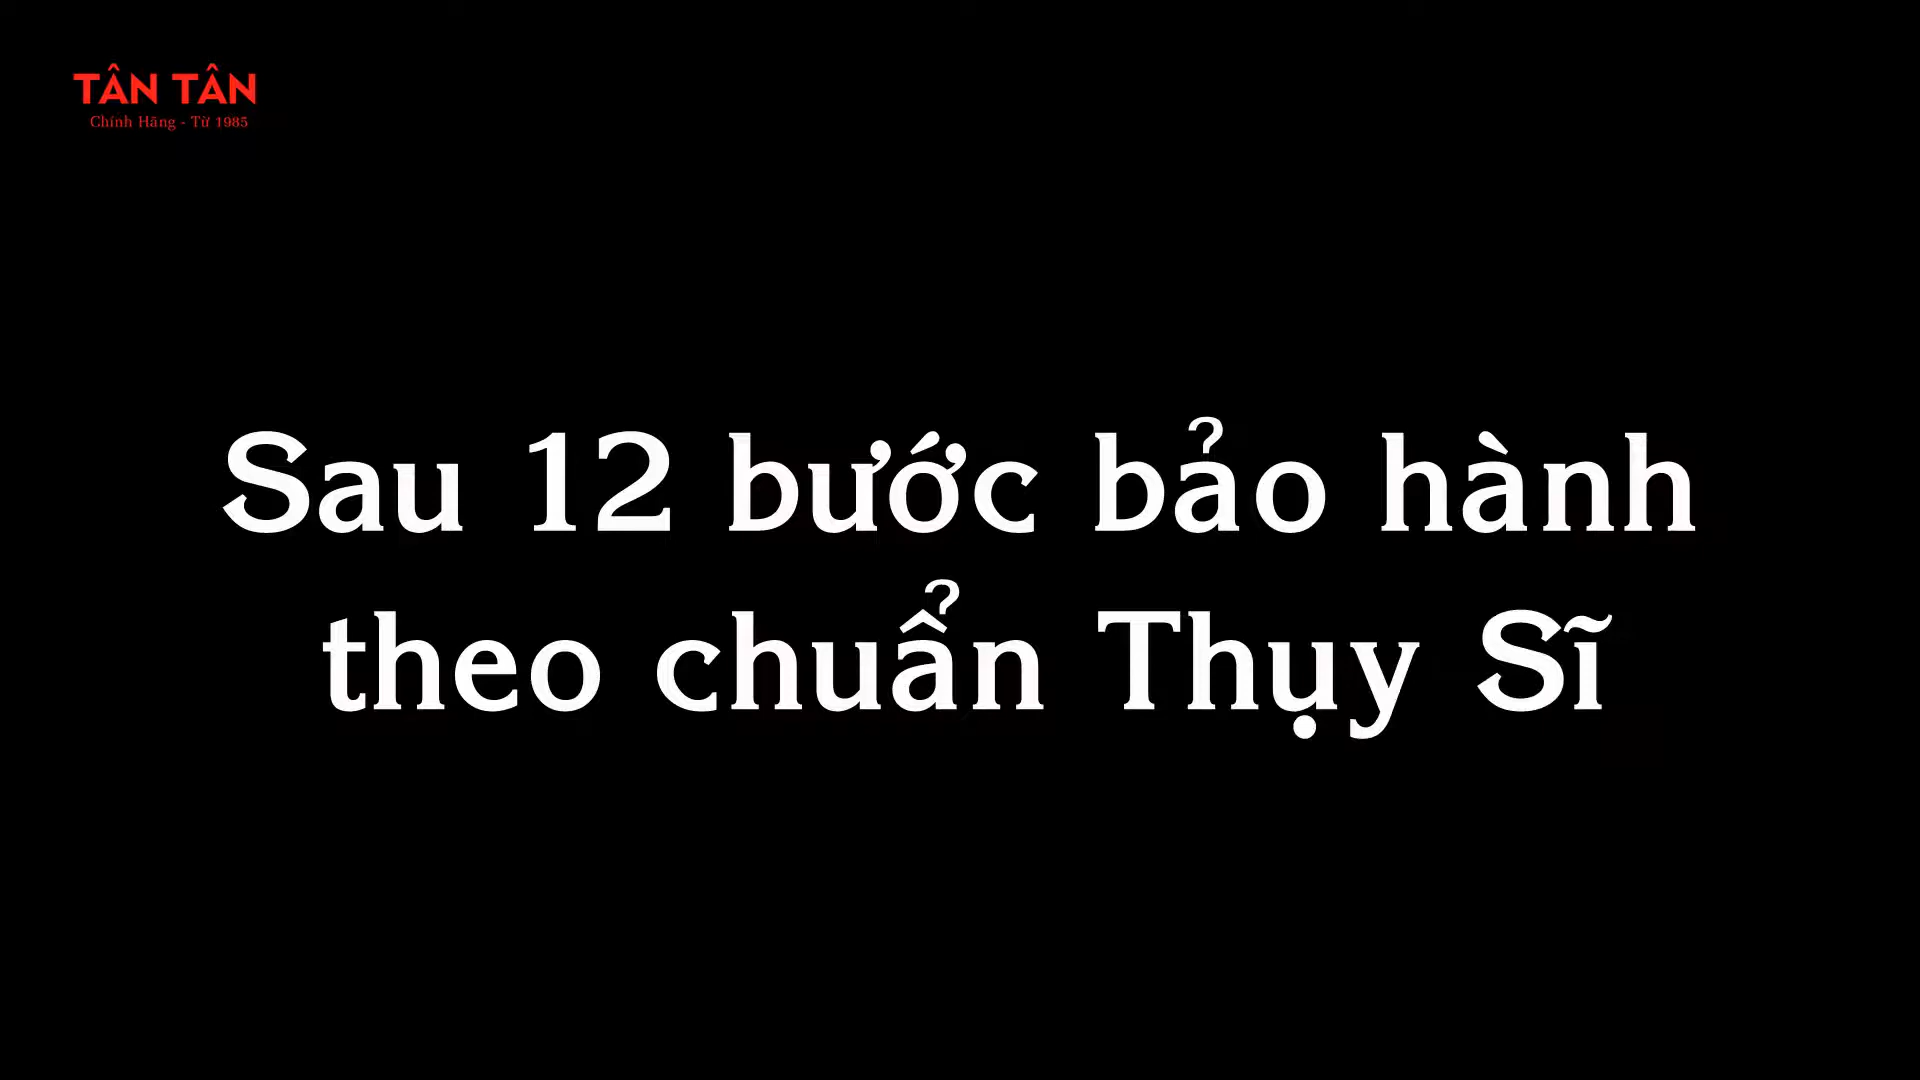 TÂN TÂN
Chính Hãng - Từ 1985
Sau 12 bước bảo hành
theo chuẩn Thụy Sĩ